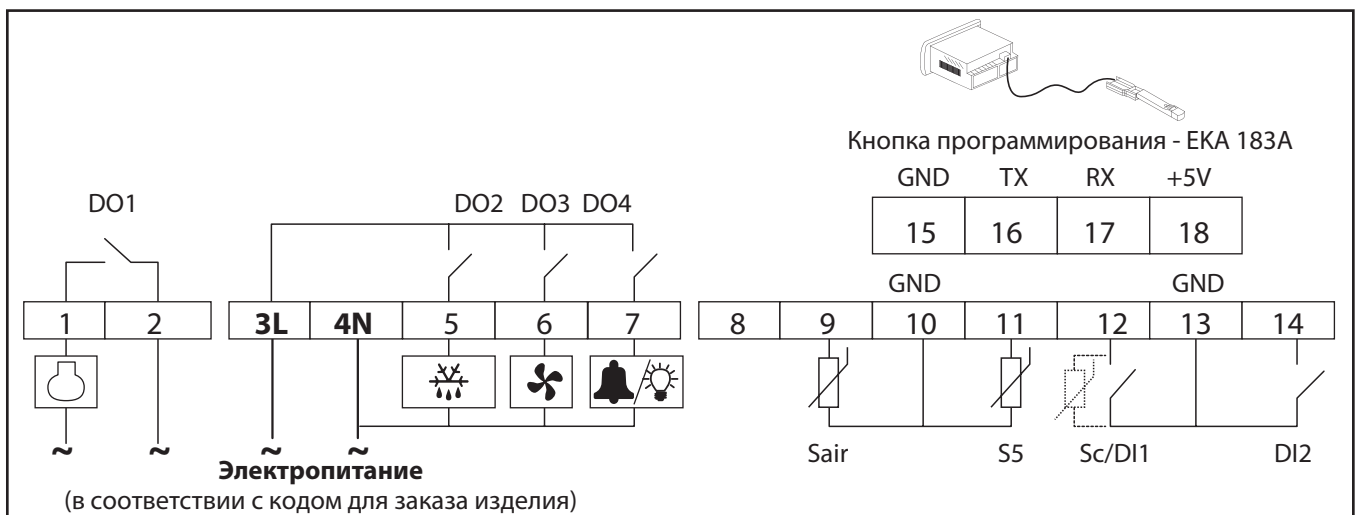 Кнопка программирования - EKA 183A
GND TX RX +5V
DO1 DO2 DO3 DO4
15 16 17 18
GND GND
1 2 3L 4N 5 6 7 8 9 10 11 12 13 14
Sair S5 Sc/DI1 DI2
~ ~ ~ ~
Электропитание
(в соответствии с кодом для заказа изделия)